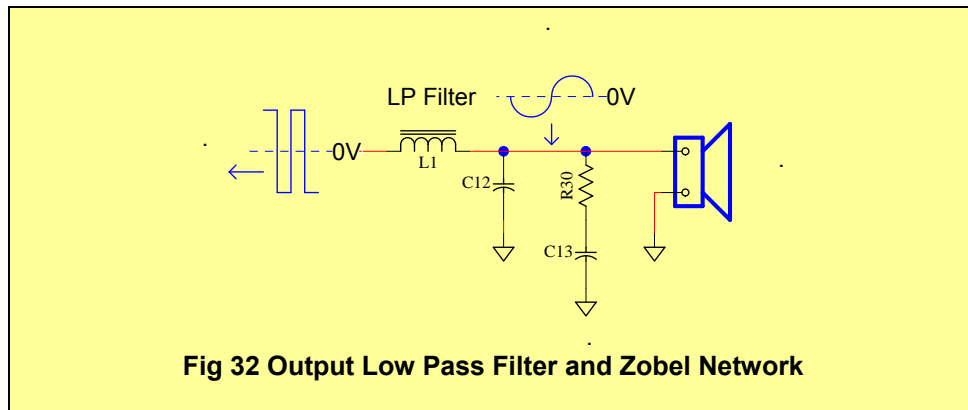 LP Filter
0V
0V
L1
C12
R30
C13
Fig 32 Output Low Pass Filter and Zobel Network